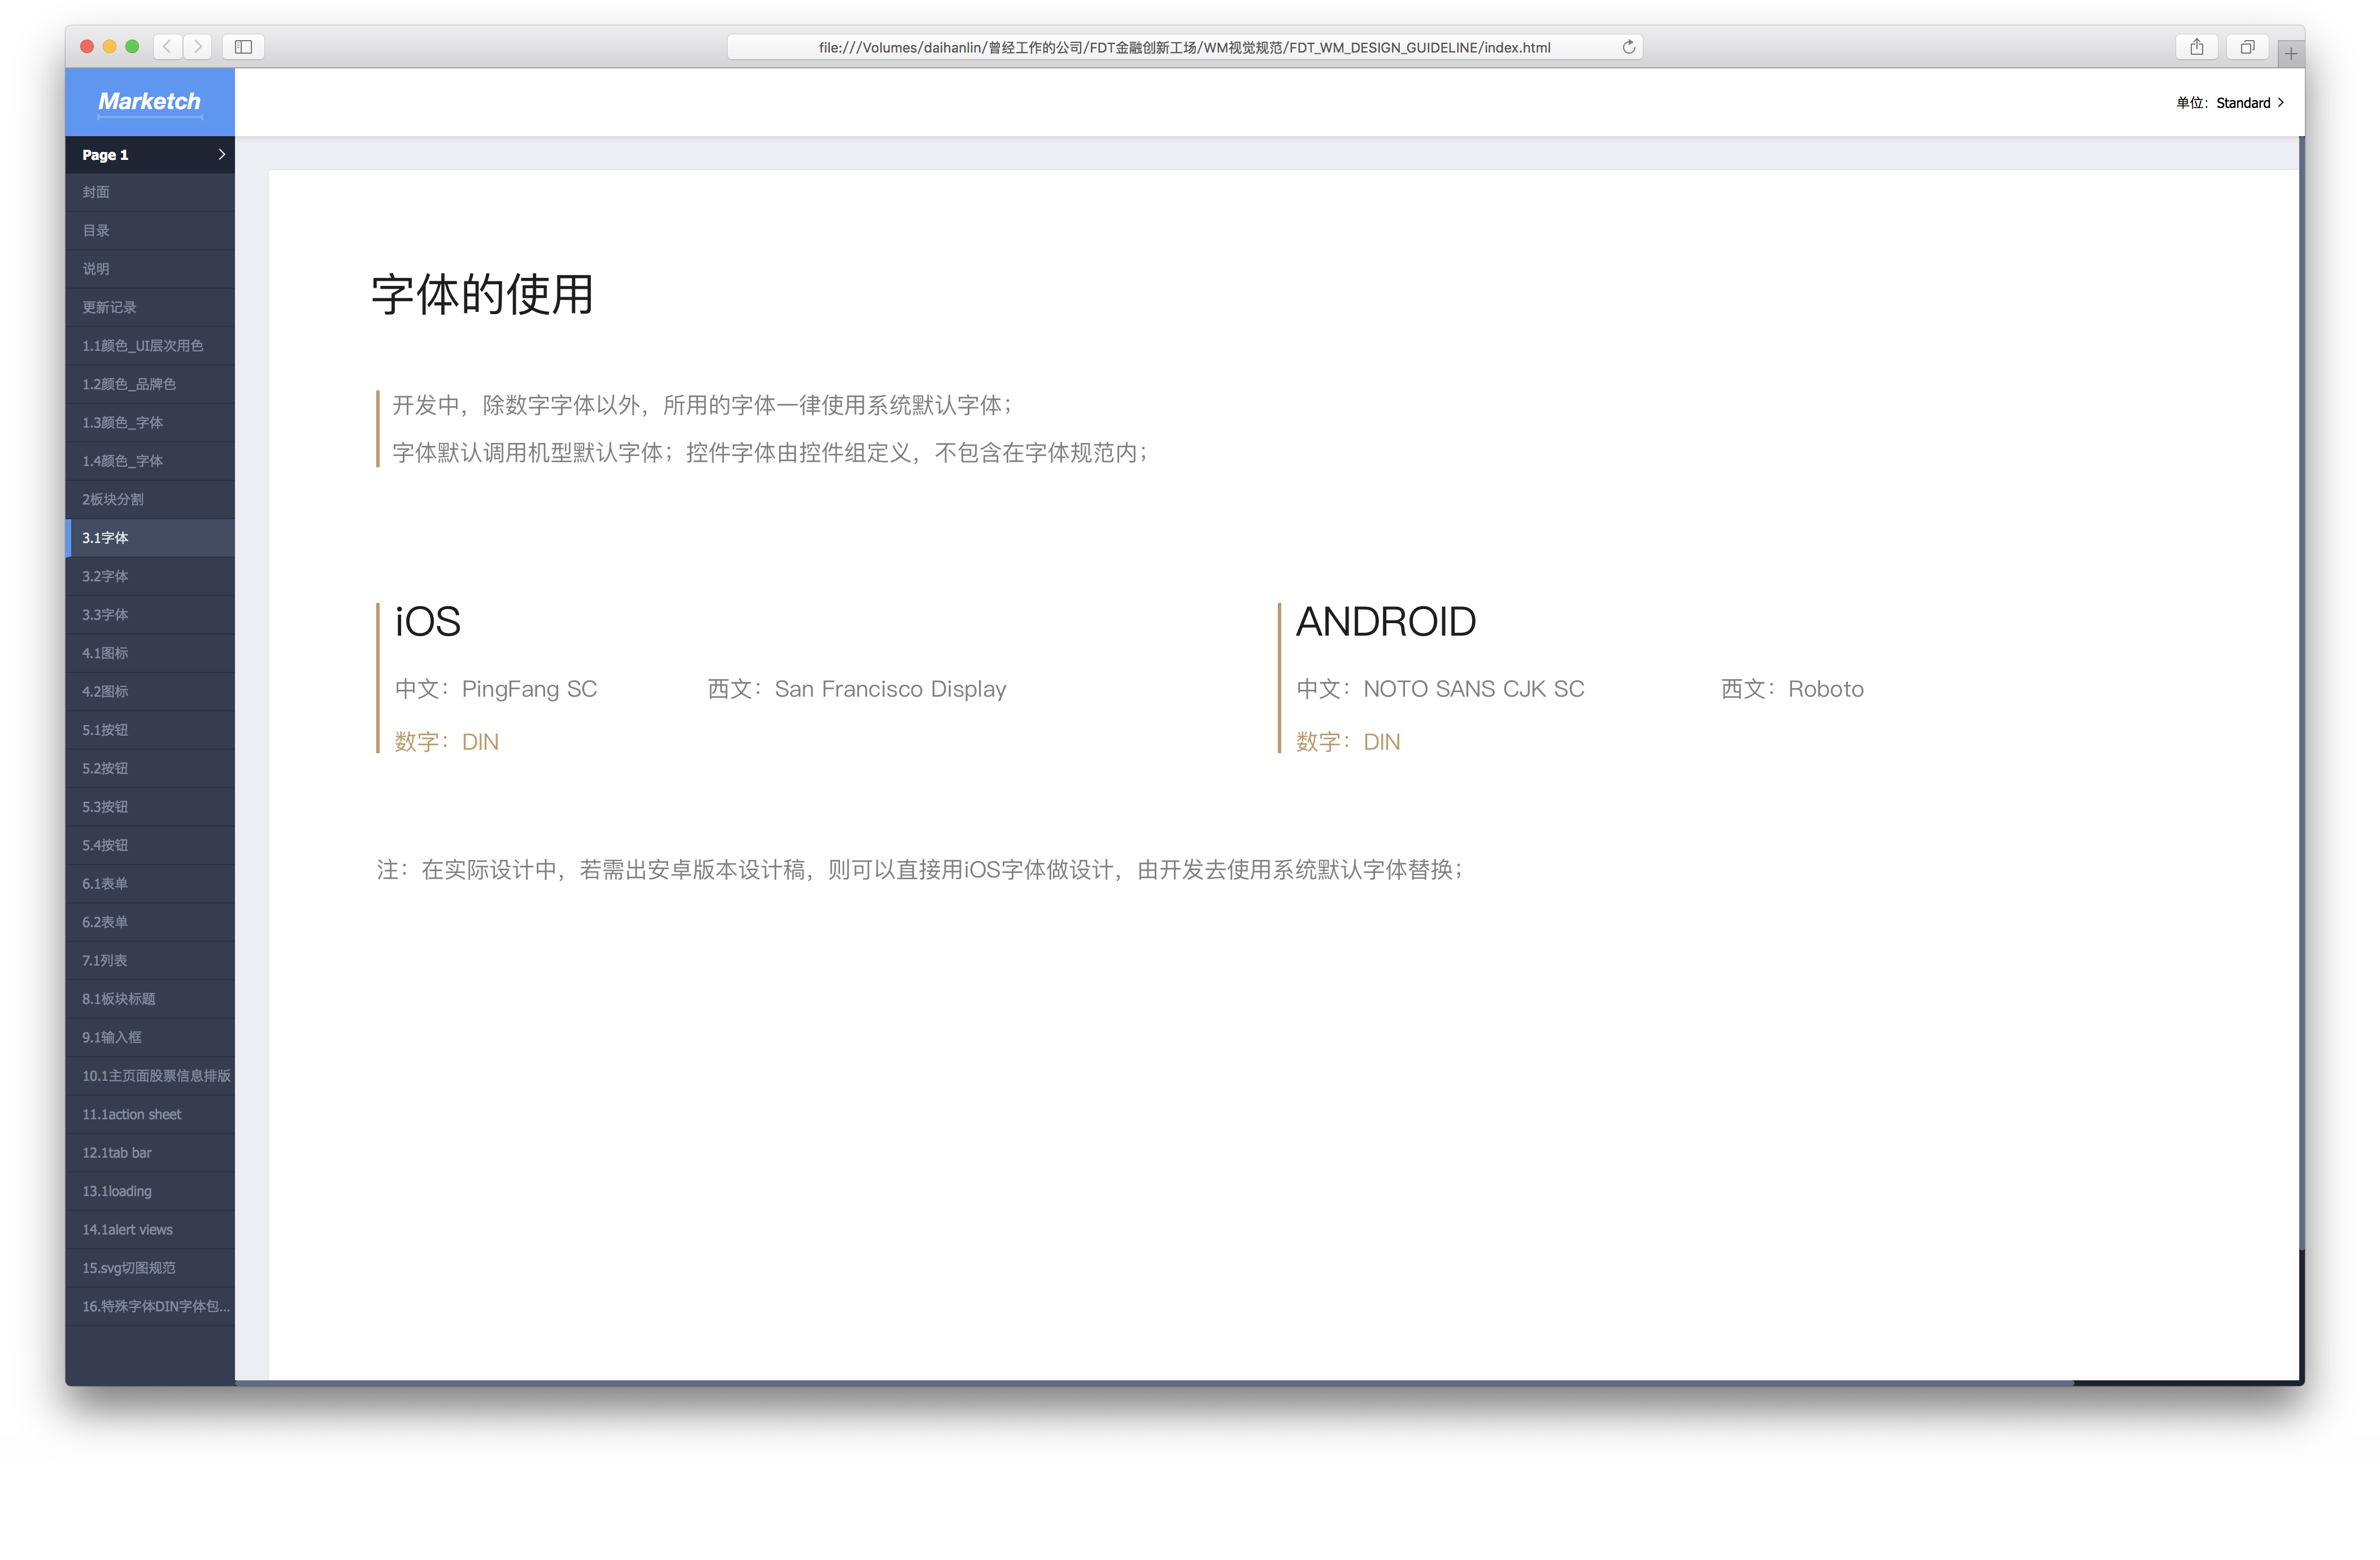 file:///Volumes/daihanlin/曾经工作的公司/FDT金融创新工场/WM视觉规范/FDT_WM_DESIGN_GUIDELINE/index.html
Marketch
单位：Standard
Page 1
封面
目录
说明
更新记录
1.1颜色_UI层次用色
1.2颜色_品牌色
1.3颜色_字体
1.4颜色_字体
2板块分割
3.1字体
3.2字体
3.3字体
4.1图标
4.2图标
5.1按钮
5.2按钮
5.3按钮
5.4按钮
6.1表单
6.2表单
7.1列表
8.1板块标题
9.1输入框
10.1主页面股票信息排版
11.1action sheet
12.1tab bar
13.1loading
14.1alert views
15.svg切图规范
16.特殊字体DIN字体包...
字体的使用
开发中，除数字字体以外，所用的字体一律使用系统默认字体；
字体默认调用机型默认字体；控件字体由控件组定义，不包含在字体规范内；
iOS
中文：PingFang SC 西文：San Francisco Display
数字：DIN
ANDROID
中文：NOTO SANS CJK SC 西文：Roboto
数字：DIN
注：在实际设计中，若需出安卓版本设计稿，则可以直接用iOS字体做设计，由开发去使用系统默认字体替换；